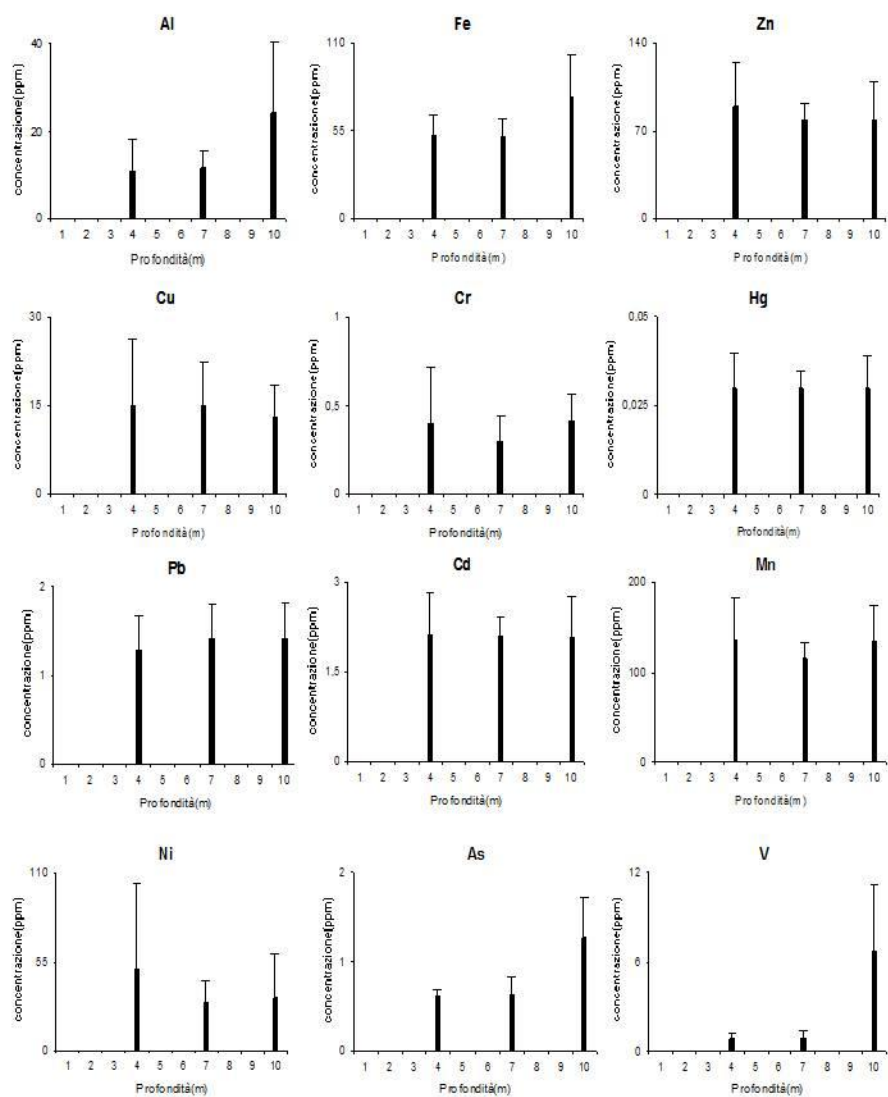 Al
concentrazione(ppm)
40
20
0
1 2 3 4 5 6 7 8 9 10
Profondità(m)
Fe
concentrazione(ppm)
110
55
0
1 2 3 4 5 6 7 8 9 10
Profondità(m)
Zn
concentrazione(ppm)
140
70
0
1 2 3 4 5 6 7 8 9 10
Profondità(m)
Cu
concentrazione(ppm)
30
15
0
1 2 3 4 5 6 7 8 9 10
Profondità(m)
Cr
concentrazione(ppm)
1
0,5
0
1 2 3 4 5 6 7 8 9 10
Profondità(m)
Hg
concentrazione(ppm)
0,05
0,025
0
1 2 3 4 5 6 7 8 9 10
Profondità(m)
Pb
concentrazione(ppm)
2
1
0
1 2 3 4 5 6 7 8 9 10
Profondità(m)
Cd
concentrazione(ppm)
3
1,5
0
1 2 3 4 5 6 7 8 9 10
Profondità(m)
Mn
concentrazione(ppm)
200
100
0
1 2 3 4 5 6 7 8 9 10
Profondità(m)
Ni
concentrazione(ppm)
110
55
0
1 2 3 4 5 6 7 8 9 10
Profondità(m)
As
concentrazione(ppm)
2
1
0
1 2 3 4 5 6 7 8 9 10
Profondità(m)
V
concentrazione(ppm)
12
6
0
1 2 3 4 5 6 7 8 9 10
Profondità(m)